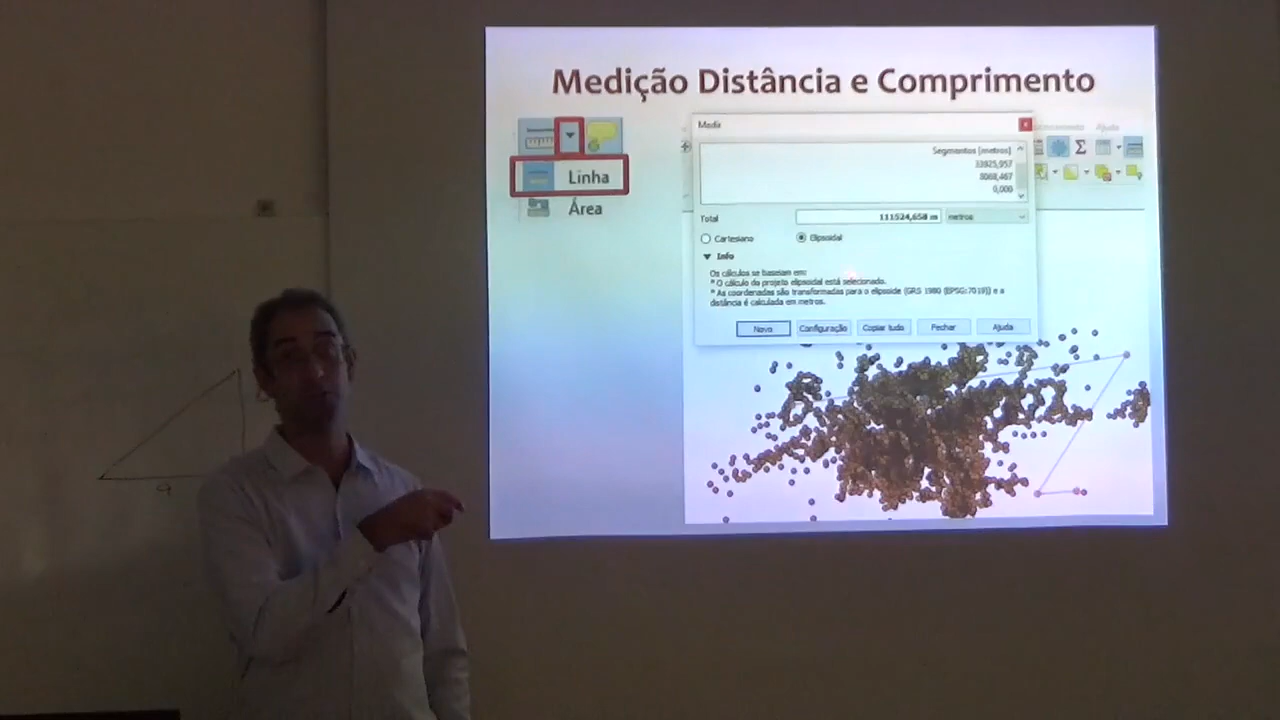 Medição Distância e Comprimento
Linha
Área
Medir
Ajuda
Segmentos [metros]
33925,957
8069,467
0,000
Total
111524,658 m
metros
Cartesiano
Elipsoidal
Info
Os cálculos se baseiam em:
* O cálculo do projeto elipsoidal está selecionado.
* As coordenadas são transformadas para o elipsoide (GRS 1980 (EPSG:7019)) e a
distância é calculada em metros.
Novo
Configuração
Copiar tudo
Fechar
Ajuda